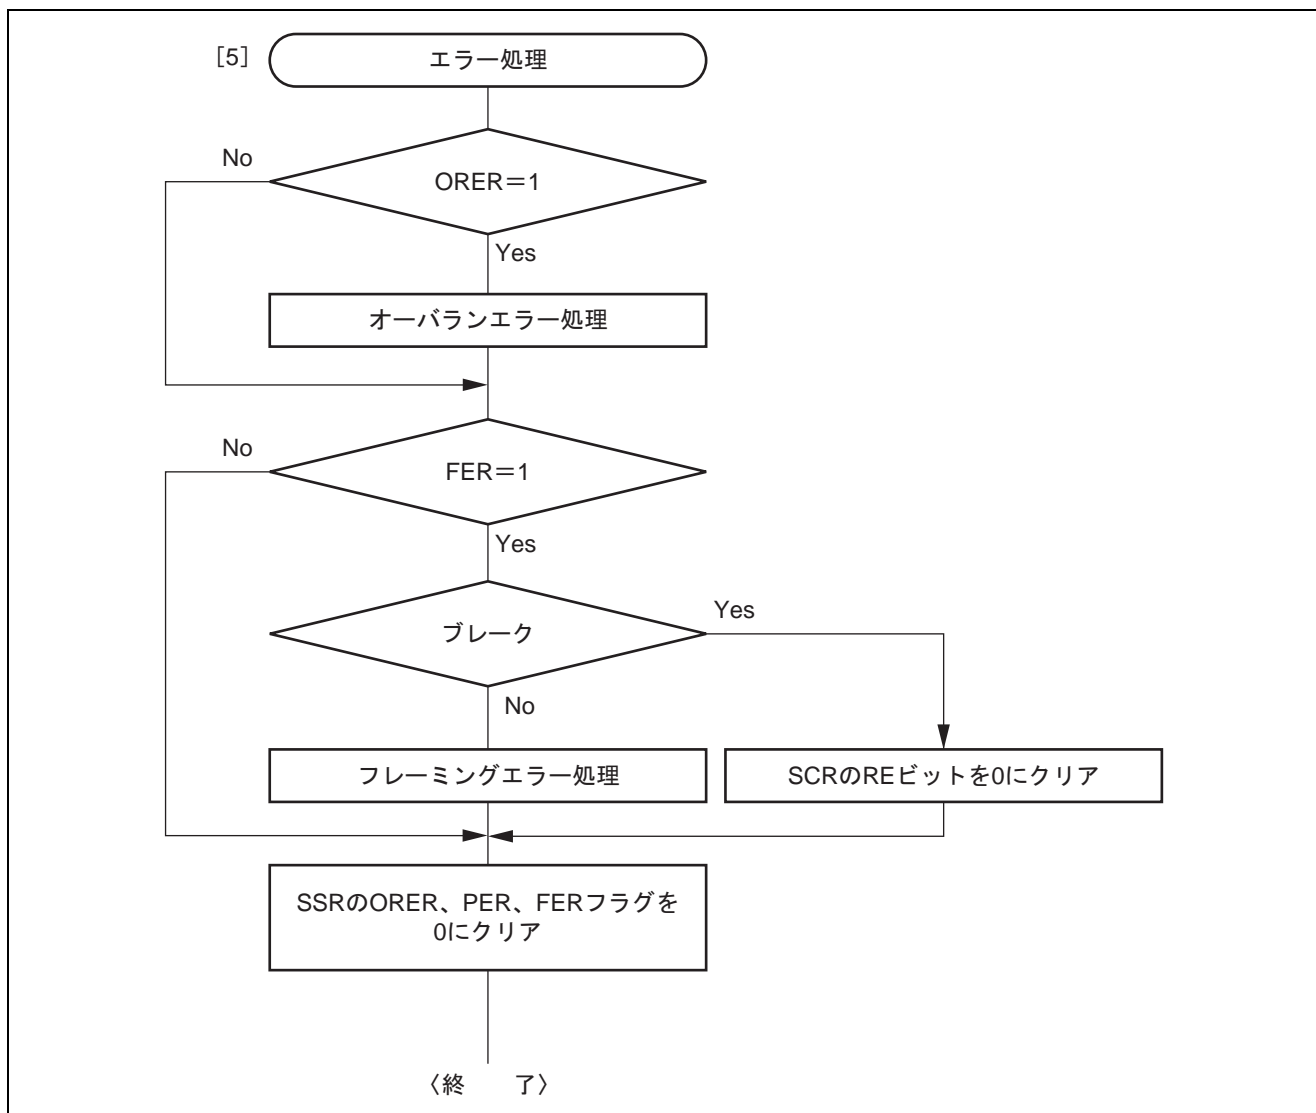 [5]
エラー処理
No
ORER＝1
Yes
オーバランエラー処理
No
FER＝1
Yes
ブレーク
Yes
No
フレーミングエラー処理
SCRのREビットを0にクリア
SSRのORER、PER、FERフラグを
0にクリア
〈終　　了〉